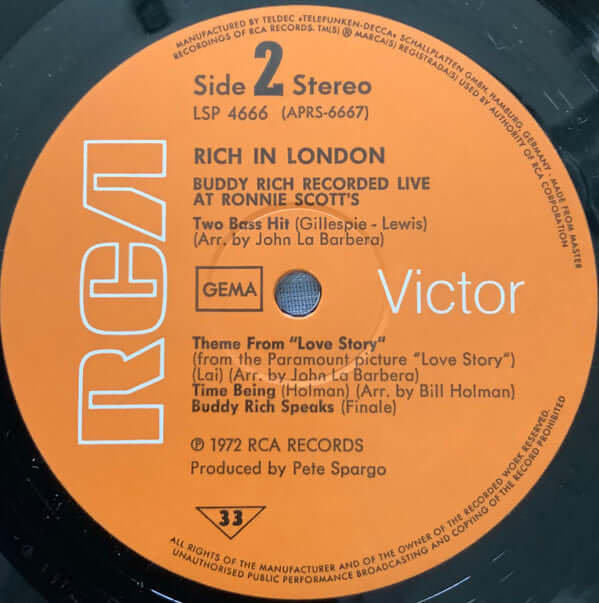 MANUFACTURED BY TELDEC »TELEFUNKEN-DECCA« SCHALLPLATTEN GMBH, HAMBURG, GERMANY · MADE FROM MASTER
RECORDINGS OF RCA RECORDS. TM(S) ® MARCA(S) REGISTRADA(S) USED BY AUTHORITY OF RCA CORPORATION
Side 2 Stereo
LSP 4666 (APRS-6667)
RICH IN LONDON
BUDDY RICH RECORDED LIVE
AT RONNIE SCOTT'S
Two Bass Hit (Gillespie - Lewis)
(Arr. by John La Barbera)
RCA
GEMA
Victor
Theme From "Love Story"
(from the Paramount picture "Love Story")
(Lai) (Arr. by John La Barbera)
Time Being (Holman) (Arr. by Bill Holman)
Buddy Rich Speaks (Finale)
℗ 1972 RCA RECORDS
Produced by Pete Spargo
33
ALL RIGHTS OF THE MANUFACTURER AND OF THE OWNER OF THE RECORDED WORK RESERVED.
UNAUTHORISED PUBLIC PERFORMANCE BROADCASTING AND COPYING OF THE RECORD PROHIBITED